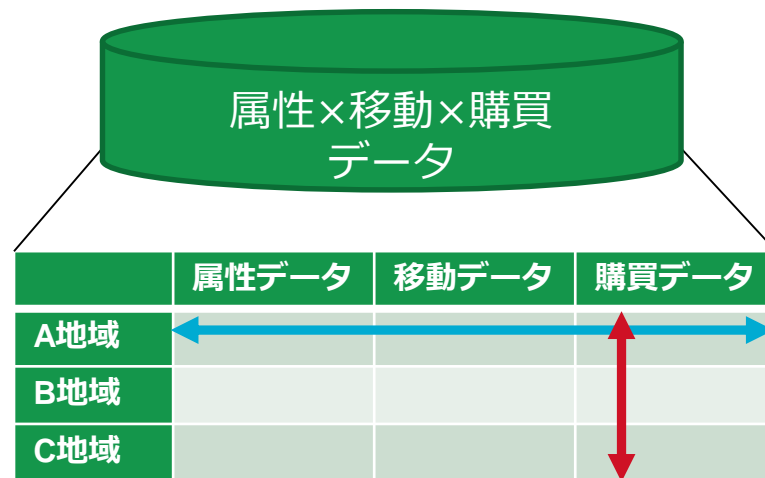 属性×移動×購買
データ
属性データ 移動データ 購買データ
A地域
B地域
C地域